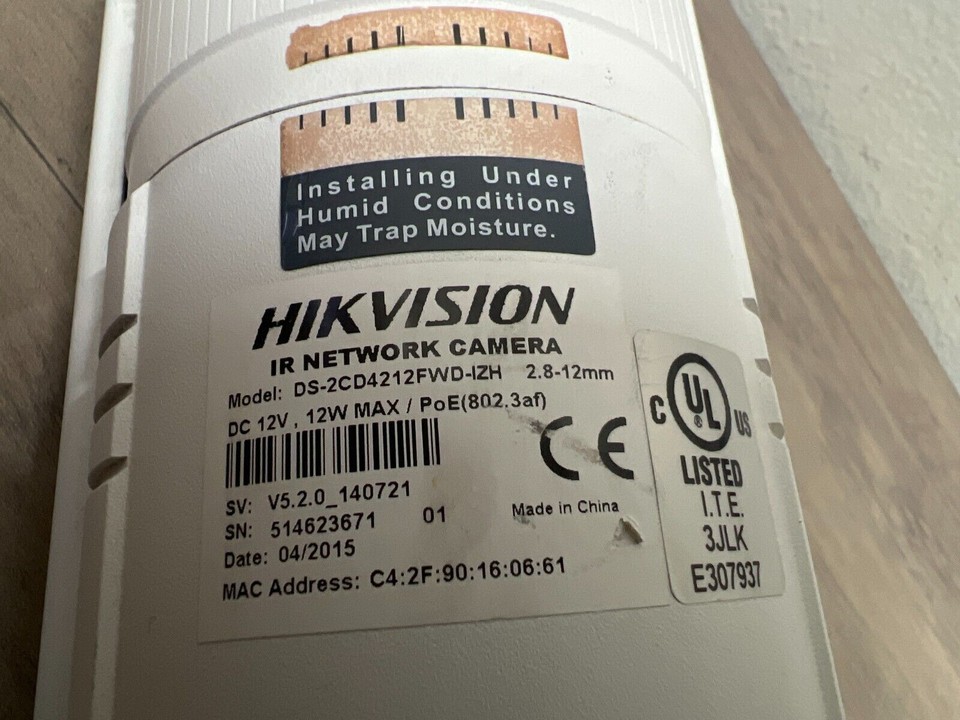 Installing Under
Humid Conditions
May Trap Moisture.
HIKVISION
IR NETWORK CAMERA
Model: DS-2CD4212FWD-IZH 2.8-12mm
DC 12V , 12W MAX / PoE(802.3af)
CE
SV: V5.2.0_140721
SN: 514623671 01
Made in China
Date: 04/2015
MAC Address: C4:2F:90:16:06:61
C UL ® US
LISTED
I.T.E.
3JLK
E307937